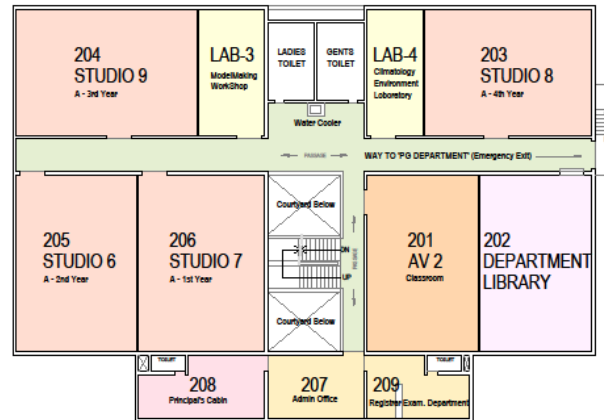 204
STUDIO 9
A - 3rd Year
LAB-3
ModelMaking
WorkShop
LADIES
TOILET
GENTS
TOILET
LAB-4
Climatology
Environment
Laboratory
203
STUDIO 8
A - 4th Year
Water Cooler
PASSAGE
WAY TO 'PG DEPARTMENT' (Emergency Exit)
205
STUDIO 6
A - 2nd Year
206
STUDIO 7
A - 1st Year
Courtyard Below
DN
UP
PASSAGE
Courtyard Below
201
AV 2
Classroom
202
DEPARTMENT
LIBRARY
TOILET
208
Principal's Cabin
207
Admin Office
TOILET
209
Registrar Exam. Department